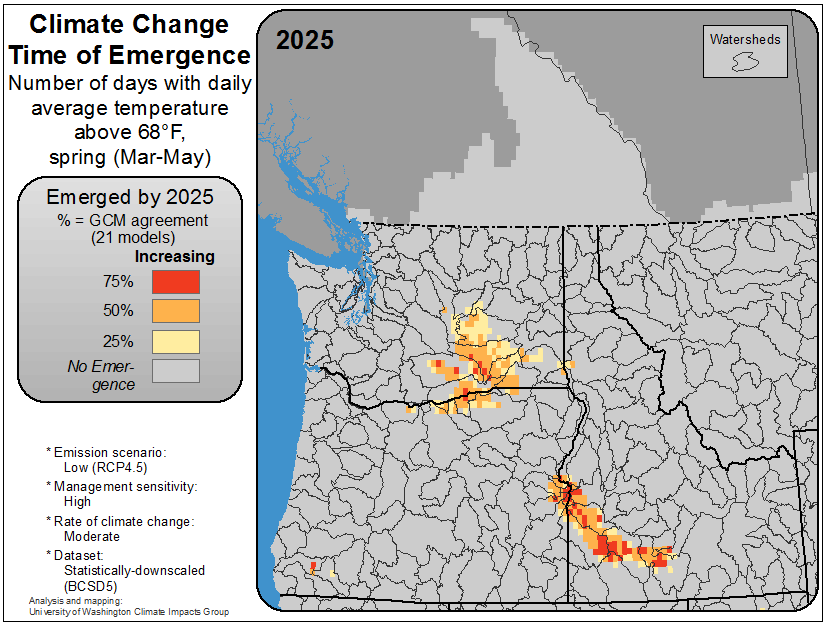 Climate Change
Time of Emergence
Number of days with daily
average temperature
above 68°F,
spring (Mar-May)
Emerged by 2025
% = GCM agreement
(21 models)
Increasing
75%
50%
25%
No Emer-
gence
* Emission scenario:
Low (RCP4.5)
* Management sensitivity:
High
* Rate of climate change:
Moderate
* Dataset:
Statistically-downscaled
(BCSD5)
Analysis and mapping:
University of Washington Climate Impacts Group
2025
Watersheds